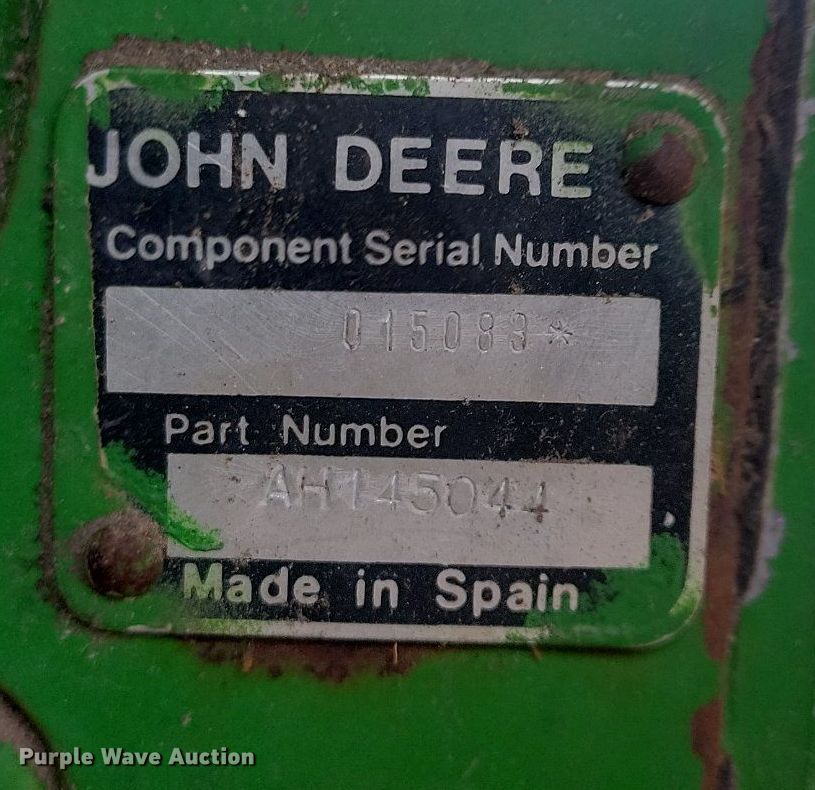 JOHN DEERE
Component Serial Number
015083*
Part Number
AH145044
Made in Spain
Purple Wave Auction